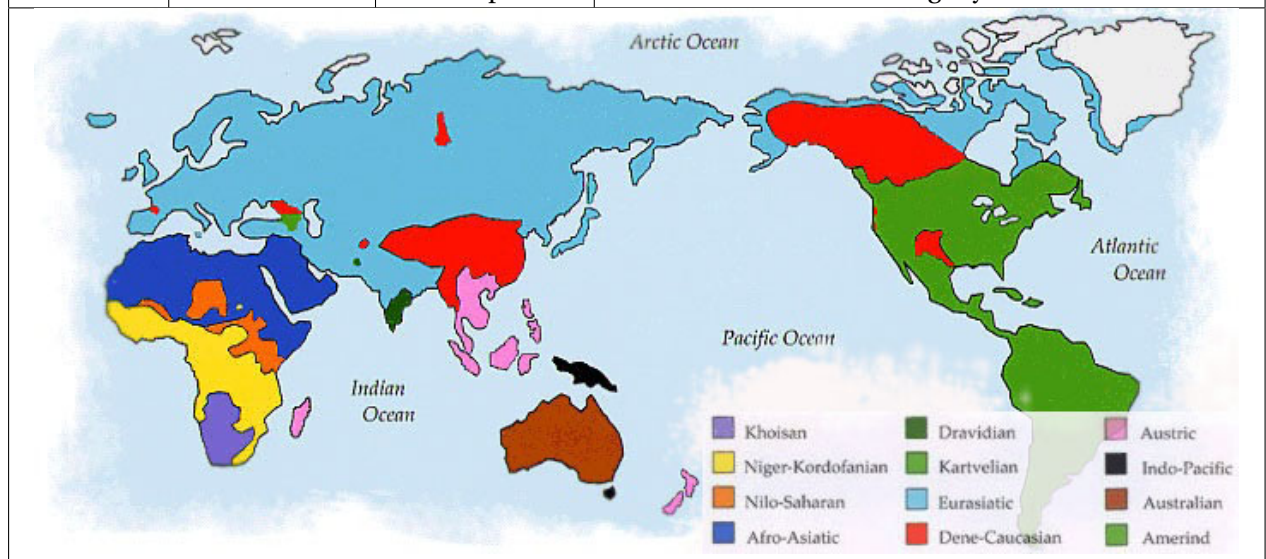 Arctic Ocean
Atlantic
Ocean
Pacific Ocean
Indian
Ocean
Khoisan
Niger-Kordofanian
Nilo-Saharan
Afro-Asiatic
Dravidian
Kartvelian
Eurasiatic
Dene-Caucasian
Austric
Indo-Pacific
Australian
Amerind